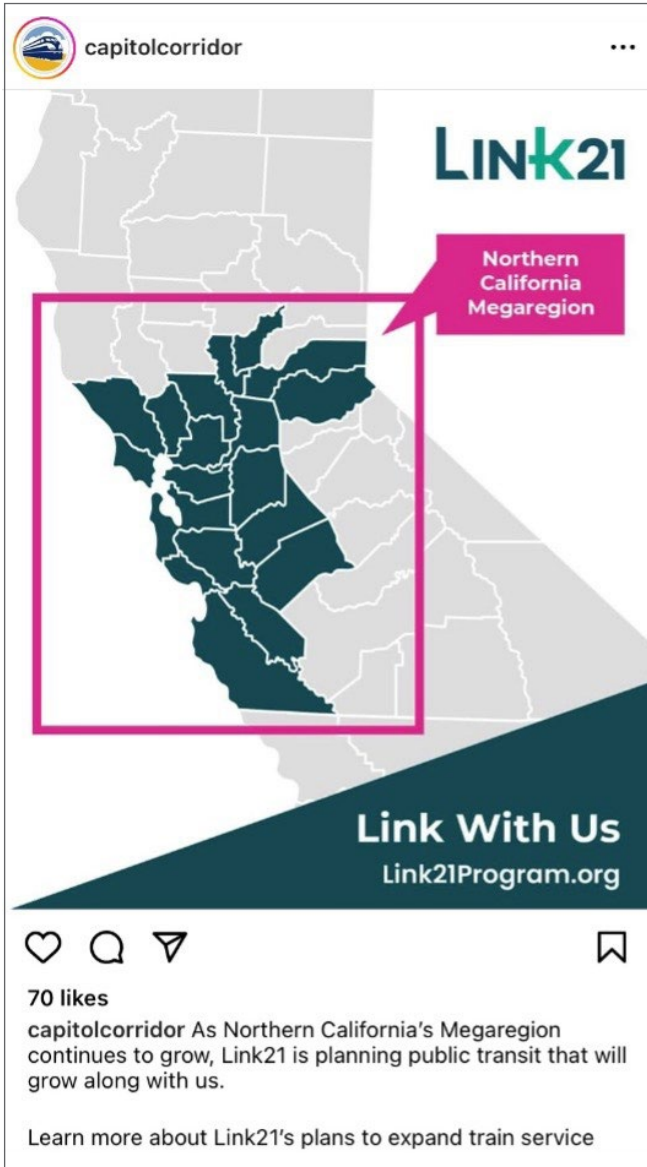 capitolcorridor
LINK21
Northern
California
Megaregion
Link With Us
Link21Program.org
70 likes
capitolcorridor As Northern California’s Megaregion
continues to grow, Link21 is planning public transit that will
grow along with us.
Learn more about Link21’s plans to expand train service